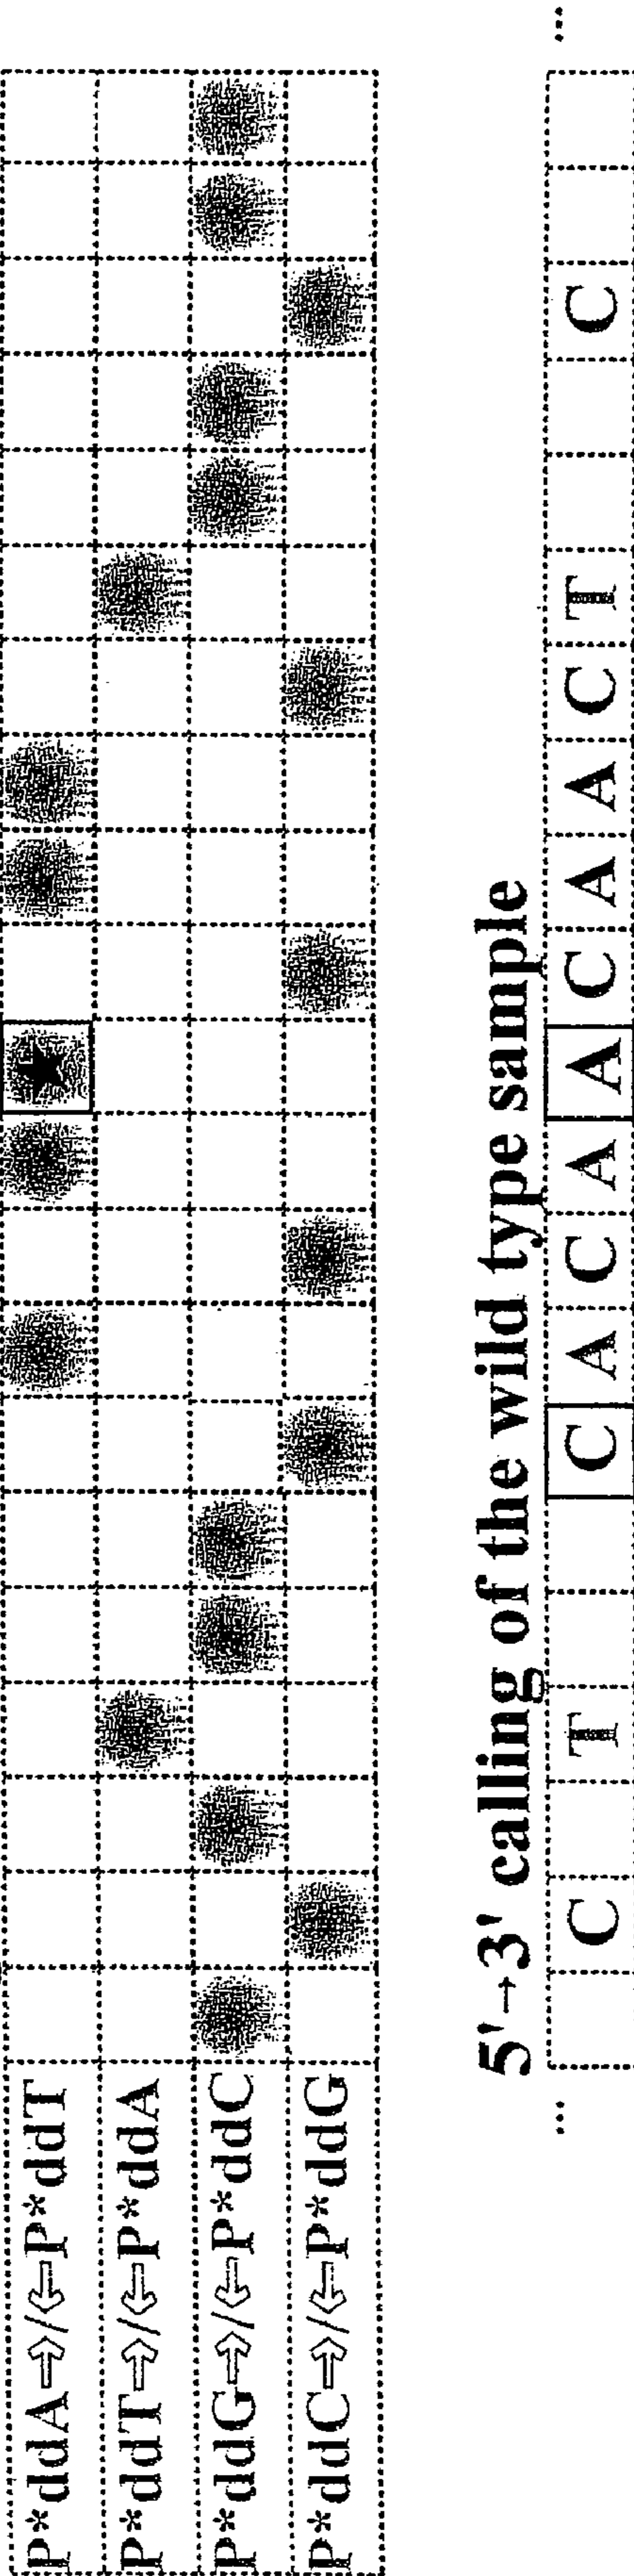 P*ddA⇨/⇦P*ddT
P*ddT⇨/⇦P*ddA
P*ddG⇨/⇦P*ddC
P*ddC⇨/⇦P*ddG
5'→3' calling of the wild type sample
... C T C A C A A C A A C T C ...